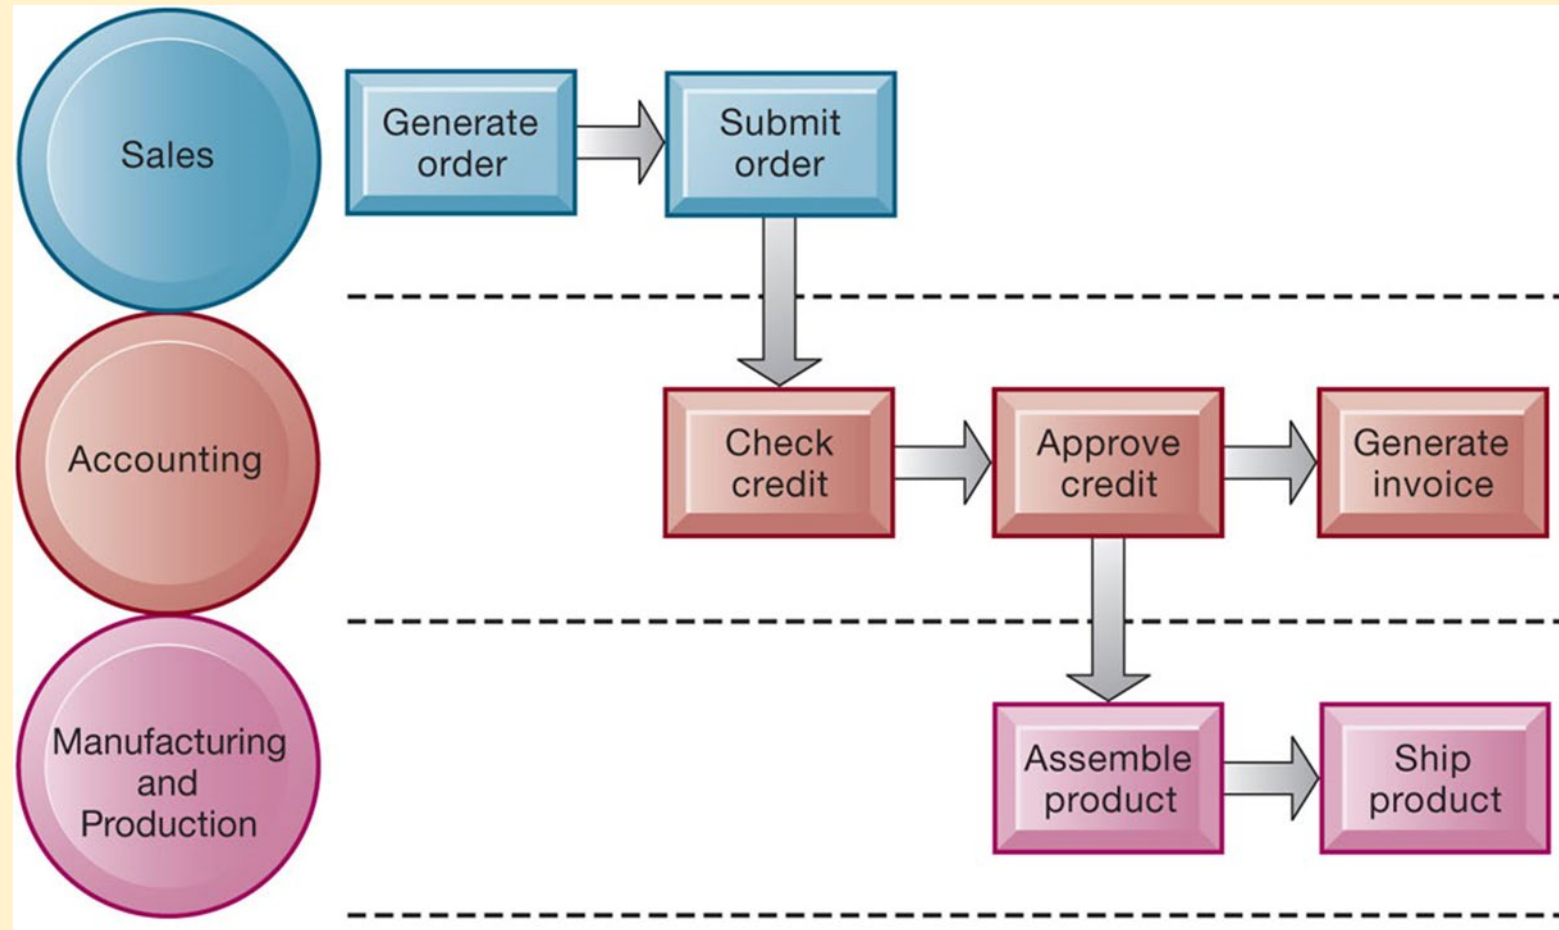 Sales
Generate
order
Submit
order
Accounting
Check
credit
Approve
credit
Generate
invoice
Manufacturing
and
Production
Assemble
product
Ship
product